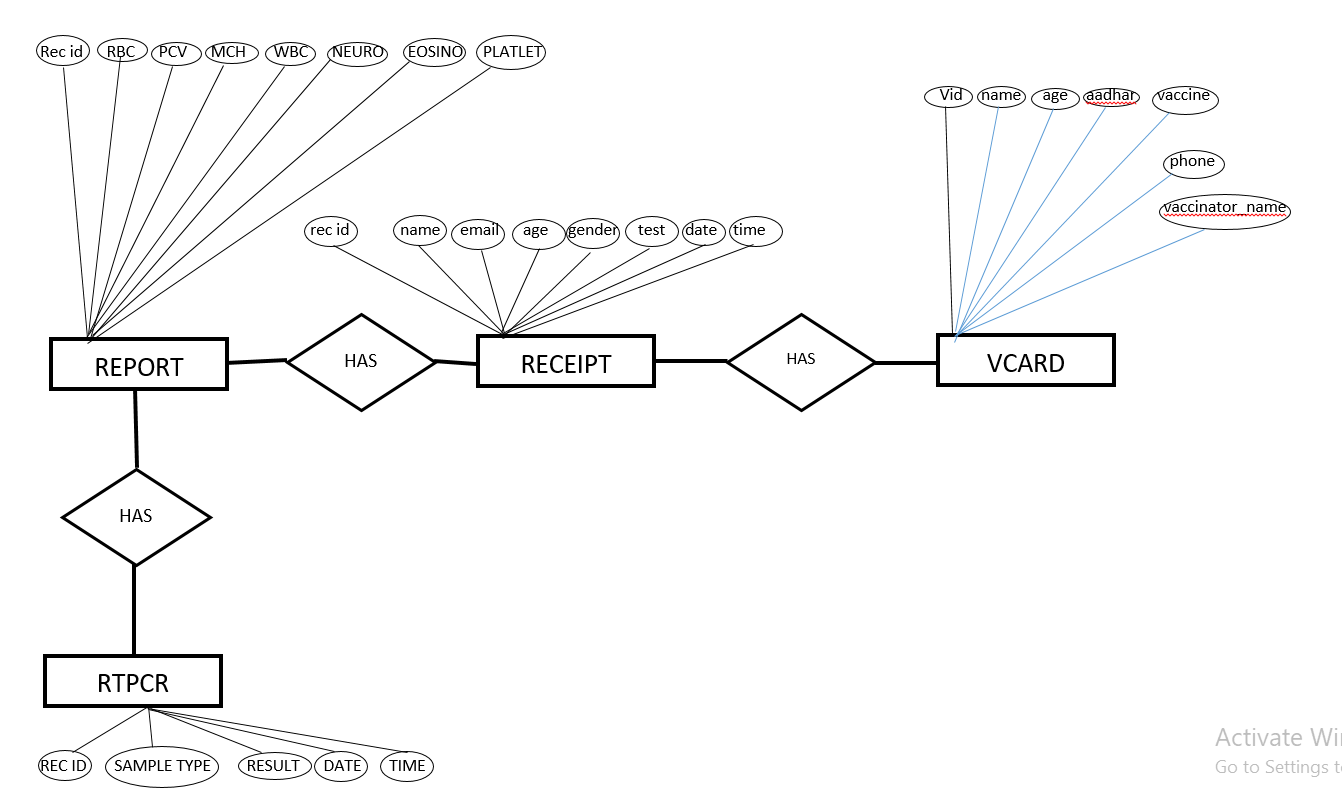 Rec id RBC PCV MCH WBC NEURO EOSINO PLATLET
Vid name age aadhar vaccine
phone
vaccinator_name
rec id name email age gender test date time
REPORT HAS RECEIPT HAS VCARD
HAS
RTPCR
REC ID SAMPLE TYPE RESULT DATE TIME
Activate Wi
Go to Settings t